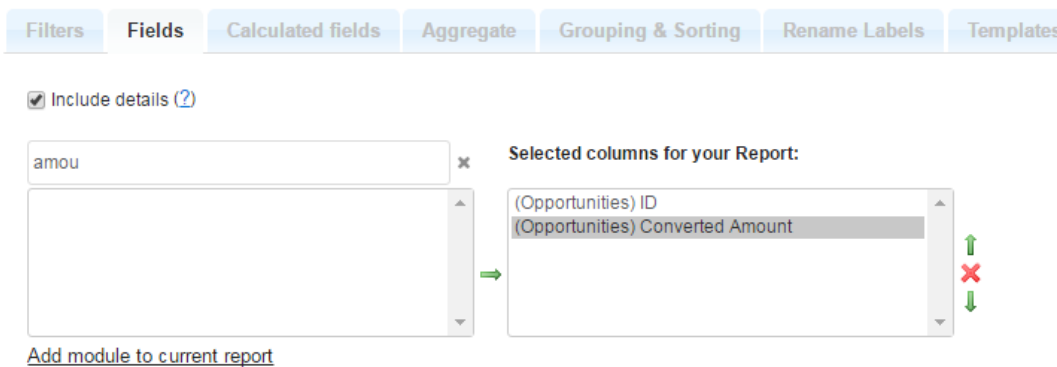 Filters Fields Calculated fields Aggregate Grouping & Sorting Rename Labels Templates
Include details (?)
amou
Selected columns for your Report:
(Opportunities) ID
(Opportunities) Converted Amount
Add module to current report